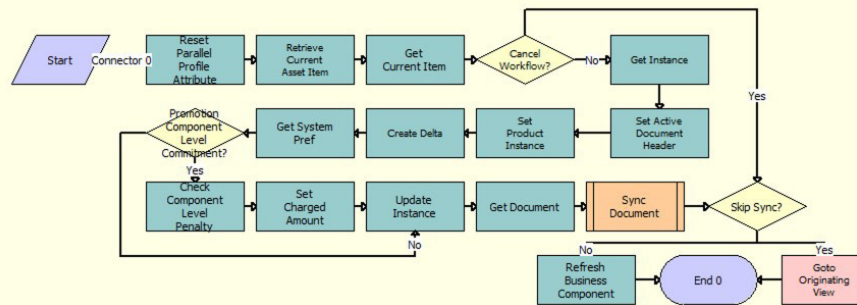 Start
Connector 0
Reset
Parallel
Profile
Attribute
Retrieve
Current
Asset Item
Get
Current Item
Cancel
Workflow?
No
Get Instance
Yes
Promotion
Component
Level
Commitment?
Get System
Pref
Create Delta
Set
Product
Instance
Set Active
Document
Header
Yes
Check
Component
Level
Penalty
Set
Charged
Amount
Update
Instance
Get Document
Sync
Document
Skip Sync?
No
No
Yes
Refresh
Business
Component
End 0
Goto
Originating
View